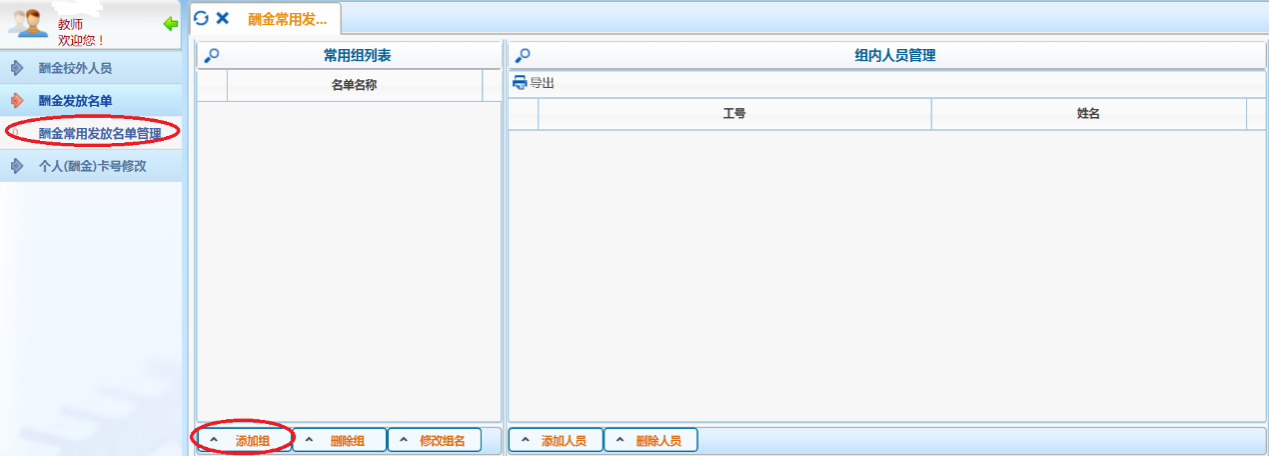 教师
欢迎您！
酬金校外人员
酬金发放名单
酬金常用发放名单管理
个人(酬金)卡号修改
酬金常用发...
常用组列表
名单名称
添加组
删除组
修改组名
组内人员管理
导出
工号
姓名
添加人员
删除人员